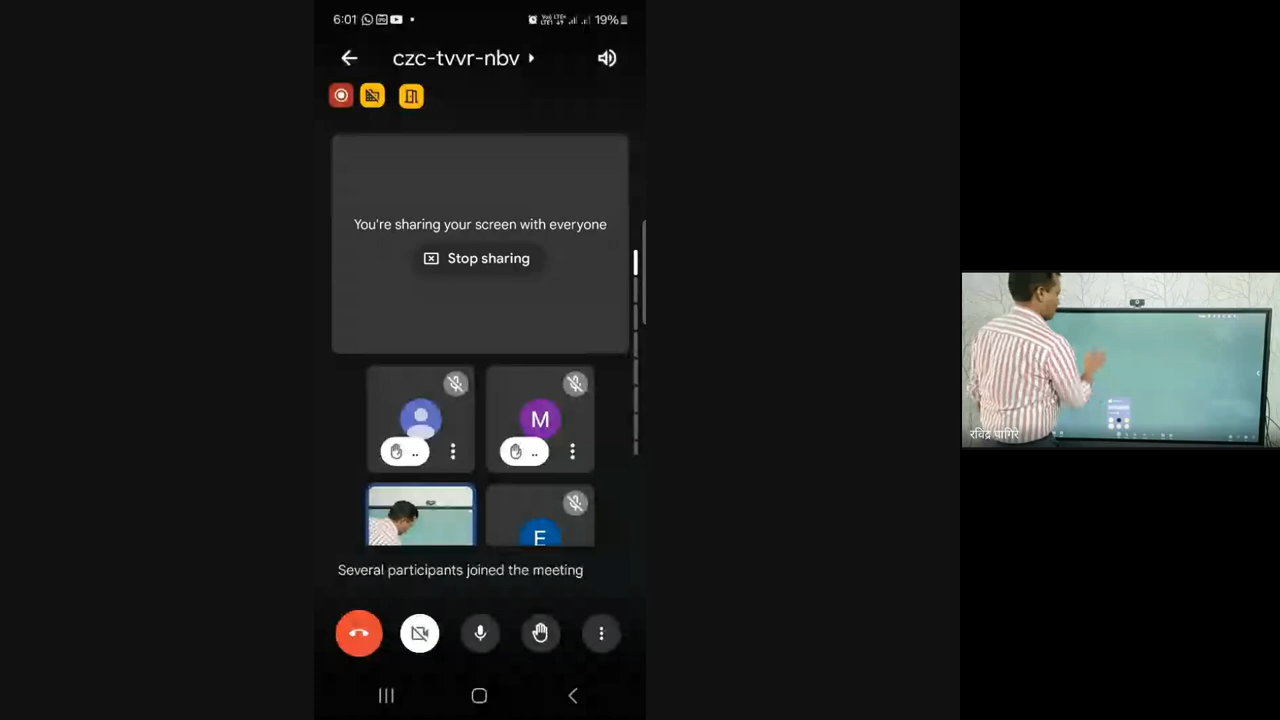 6:01
19%
czc-tvvr-nbv
You're sharing your screen with everyone
Stop sharing
M
E
Several participants joined the meeting
रविंद्र पागिरे